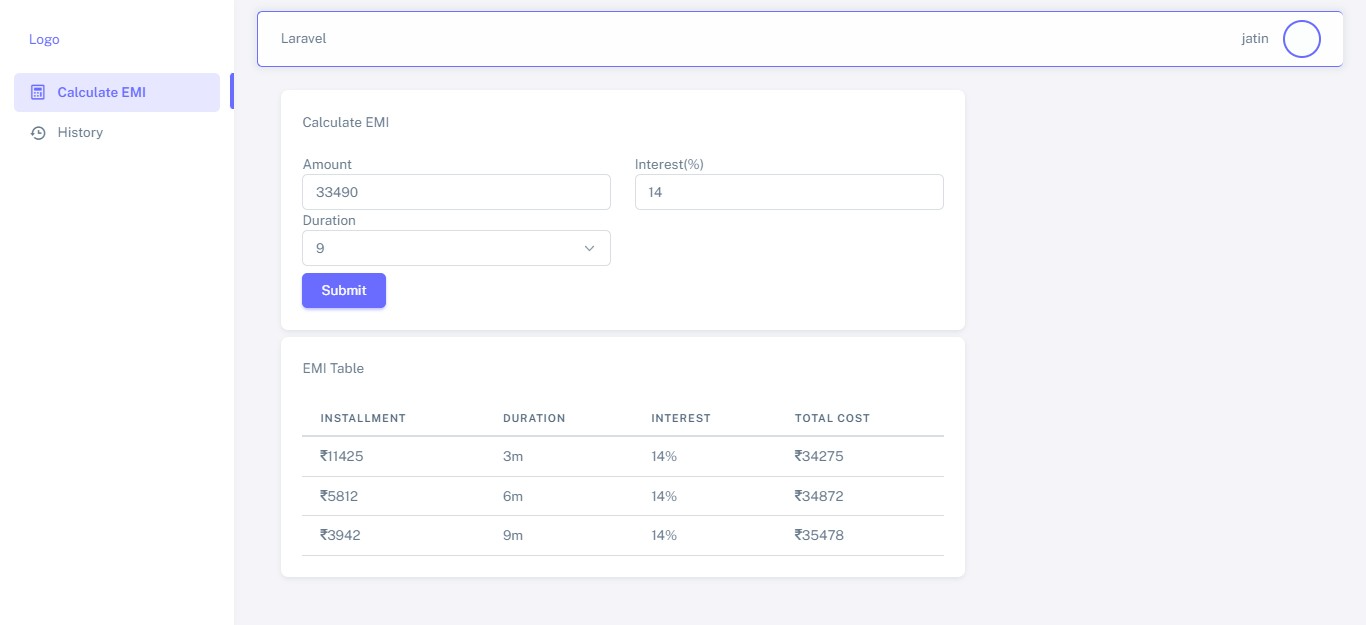 Logo
Calculate EMI
History
Laravel
jatin
Calculate EMI
Amount
Interest(%)
33490
14
Duration
9
Submit
EMI Table
INSTALLMENT DURATION INTEREST TOTAL COST
₹11425 3m 14% ₹34275
₹5812 6m 14% ₹34872
₹3942 9m 14% ₹35478